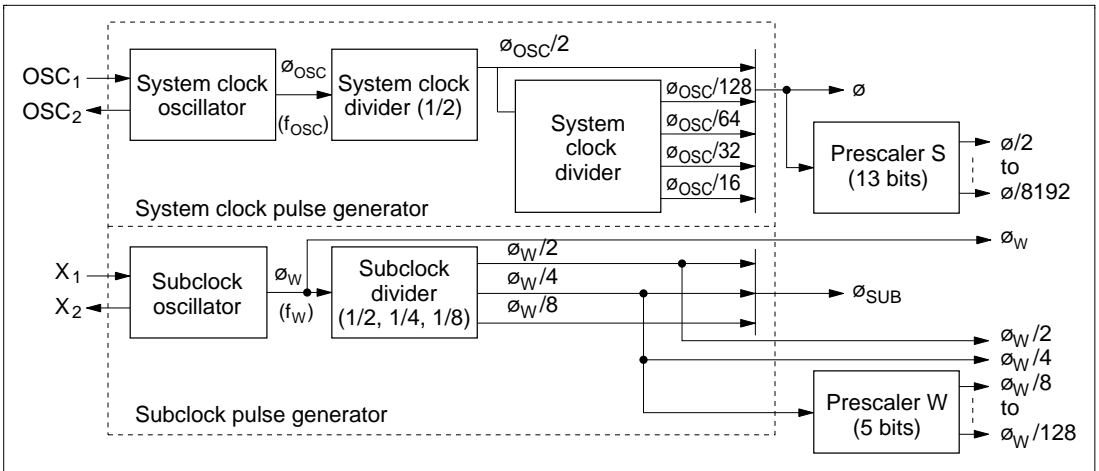 OSC1
OSC2
System clock
oscillator
øOSC
(fOSC)
System clock
divider (1/2)
øOSC/2
System
clock
divider
øOSC/128
øOSC/64
øOSC/32
øOSC/16
ø
Prescaler S
(13 bits)
ø/2
to
ø/8192
System clock pulse generator
X1
X2
Subclock
oscillator
øW
(fW)
Subclock
divider
(1/2, 1/4, 1/8)
øW/2
øW/4
øW/8
øW
øSUB
øW/2
øW/4
Prescaler W
(5 bits)
øW/8
to
øW/128
Subclock pulse generator